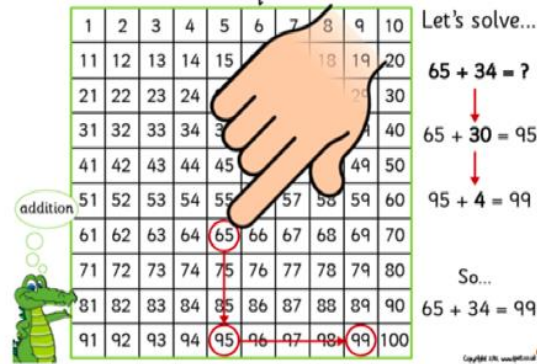 1 2 3 4 5 6 7 8 9 10 Let's solve...
11 12 13 14 15 18 19 20
65 + 34 = ?
21 22 23 24 29 30
31 32 33 34 40
65 + 30 = 95
41 42 43 44 45 49 50
51 52 53 54 55 57 58 59 60
95 + 4 = 99
addition
61 62 63 64 65 66 67 68 69 70
71 72 73 74 75 76 77 78 79 80
So...
81 82 83 84 85 86 87 88 89 90
65 + 34 = 99
91 92 93 94 95 96 97 98 99 100